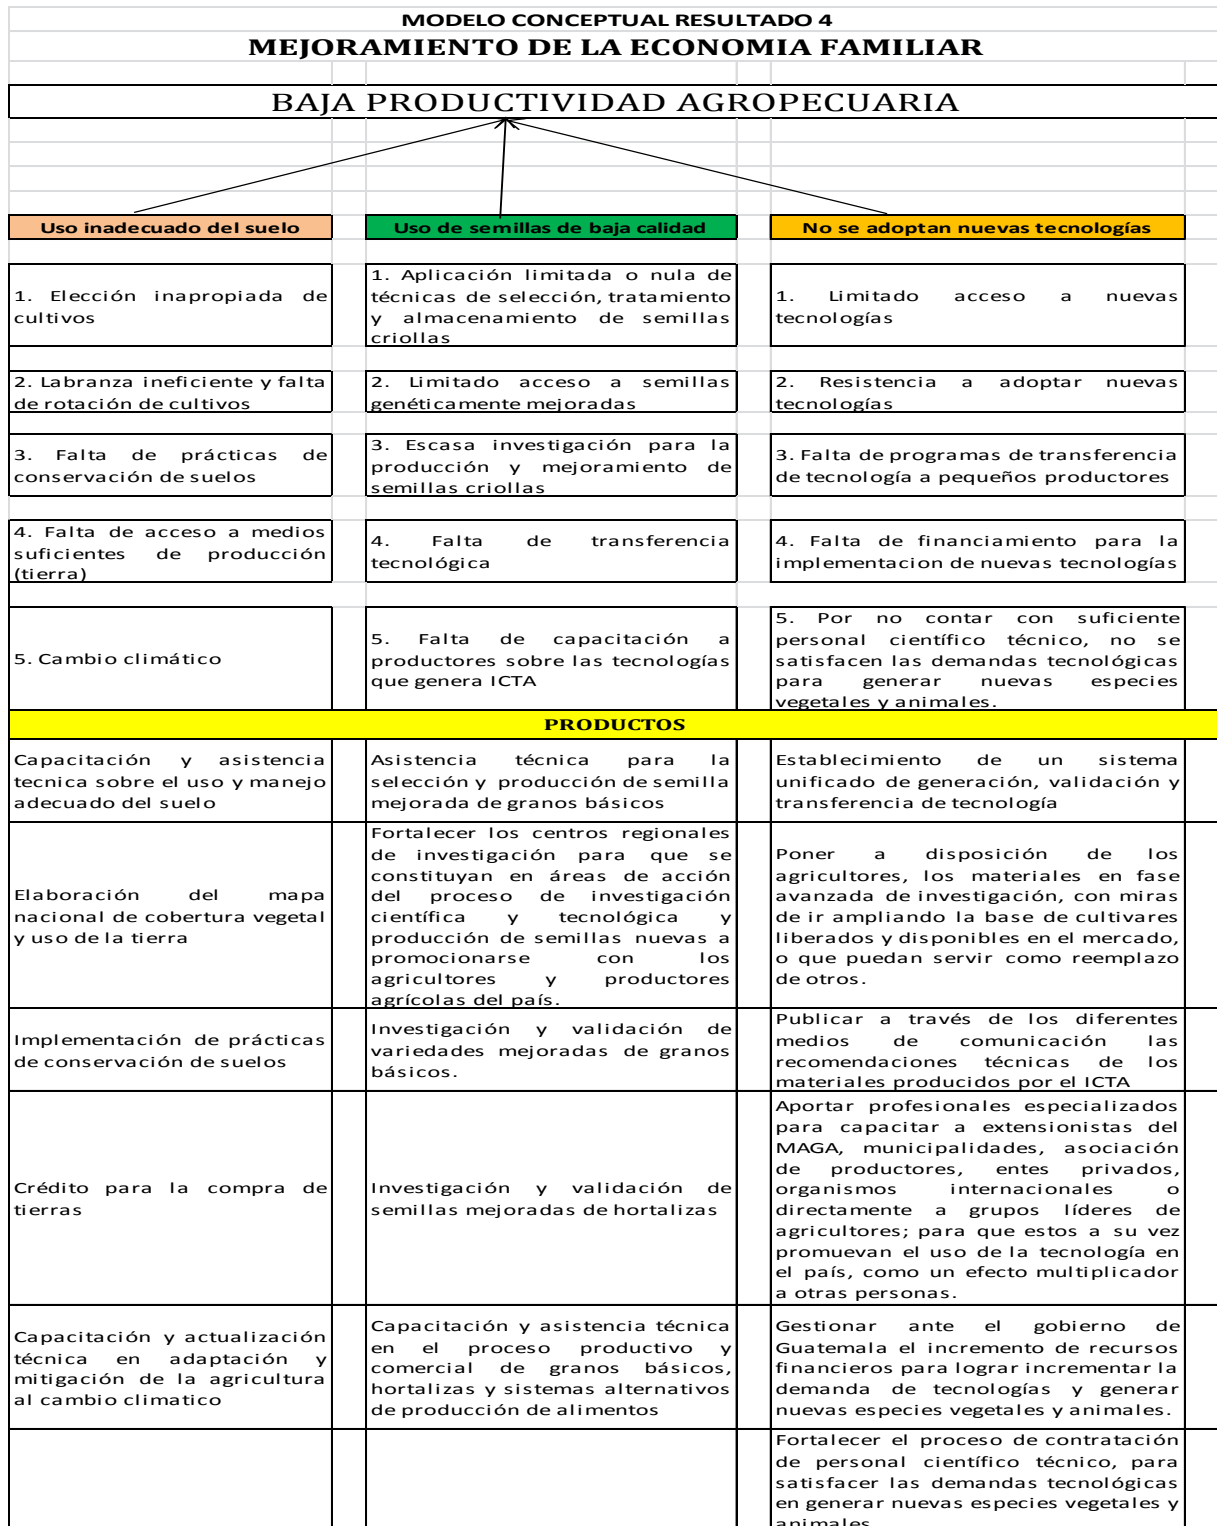 MODELO CONCEPTUAL RESULTADO 4
MEJORAMIENTO DE LA ECONOMIA FAMILIAR
BAJA PRODUCTIVIDAD AGROPECUARIA
Uso inadecuado del suelo
Uso de semillas de baja calidad
No se adoptan nuevas tecnologías
1. Elección inapropiada de
cultivos
1. Aplicación limitada o nula de
técnicas de selección, tratamiento
y almacenamiento de semillas
criollas
1. Limitado acceso a nuevas
tecnologías
2. Labranza ineficiente y falta
de rotación de cultivos
2. Limitado acceso a semillas
genéticamente mejoradas
2. Resistencia a adoptar nuevas
tecnologías
3. Falta de prácticas de
conservación de suelos
3. Escasa investigación para la
producción y mejoramiento de
semillas criollas
3. Falta de programas de transferencia
de tecnología a pequeños productores
4. Falta de acceso a medios
suficientes de producción
(tierra)
4. Falta de transferencia
tecnológica
4. Falta de financiamiento para la
implementacion de nuevas tecnologías
5. Cambio climático
5. Falta de capacitación a
productores sobre las tecnologías
que genera ICTA
5. Por no contar con suficiente
personal científico técnico, no se
satisfacen las demandas tecnológicas
para generar nuevas especies
vegetales y animales.
PRODUCTOS
Capacitación y asistencia
tecnica sobre el uso y manejo
adecuado del suelo
Asistencia técnica para la
selección y producción de semilla
mejorada de granos básicos
Establecimiento de un sistema
unificado de generación, validación y
transferencia de tecnología
Elaboración del mapa
nacional de cobertura vegetal
y uso de la tierra
Fortalecer los centros regionales
de investigación para que se
constituyan en áreas de acción
del proceso de investigación
científica y tecnológica y
producción de semillas nuevas a
promocionarse con los
agricultores y productores
agrícolas del país.
Poner a disposición de los
agricultores, los materiales en fase
avanzada de investigación, con miras
de ir ampliando la base de cultivares
liberados y disponibles en el mercado,
o que puedan servir como reemplazo
de otros.
Implementación de prácticas
de conservación de suelos
Investigación y validación de
variedades mejoradas de granos
básicos.
Publicar a través de los diferentes
medios de comunicación las
recomendaciones técnicas de los
materiales producidos por el ICTA
Crédito para la compra de
tierras
Investigación y validación de
semillas mejoradas de hortalizas
Aportar profesionales especializados
para capacitar a extensionistas del
MAGA, municipalidades, asociación
de productores, entes privados,
organismos internacionales o
directamente a grupos líderes de
agricultores; para que estos a su vez
promuevan el uso de la tecnología en
el país, como un efecto multiplicador
a otras personas.
Capacitación y actualización
técnica en adaptación y
mitigación de la agricultura
al cambio climatico
Capacitación y asistencia técnica
en el proceso productivo y
comercial de granos básicos,
hortalizas y sistemas alternativos
de producción de alimentos
Gestionar ante el gobierno de
Guatemala el incremento de recursos
financieros para lograr incrementar la
demanda de tecnologías y generar
nuevas especies vegetales y animales.
Fortalecer el proceso de contratación
de personal científico técnico, para
satisfacer las demandas tecnológicas
en generar nuevas especies vegetales y
animales